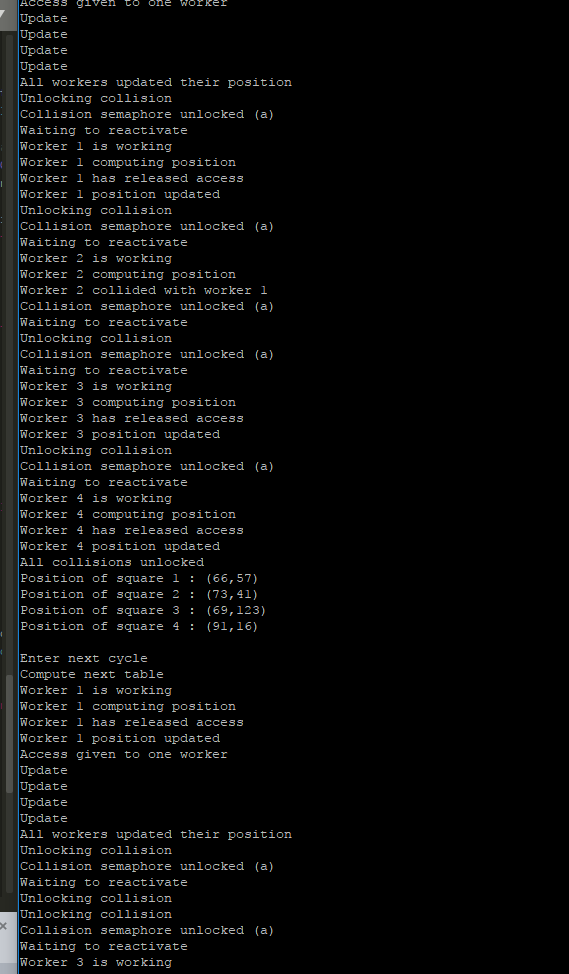 Access given to one worker
Update
Update
Update
Update
All workers updated their position
Unlocking collision
Collision semaphore unlocked (a)
Waiting to reactivate
Worker 1 is working
Worker 1 computing position
Worker 1 has released access
Worker 1 position updated
Unlocking collision
Collision semaphore unlocked (a)
Waiting to reactivate
Worker 2 is working
Worker 2 computing position
Worker 2 collided with worker 1
Collision semaphore unlocked (a)
Waiting to reactivate
Unlocking collision
Collision semaphore unlocked (a)
Waiting to reactivate
Worker 3 is working
Worker 3 computing position
Worker 3 has released access
Worker 3 position updated
Unlocking collision
Collision semaphore unlocked (a)
Waiting to reactivate
Worker 4 is working
Worker 4 computing position
Worker 4 has released access
Worker 4 position updated
All collisions unlocked
Position of square 1 : (66,57)
Position of square 2 : (73,41)
Position of square 3 : (69,123)
Position of square 4 : (91,16)
Enter next cycle
Compute next table
Worker 1 is working
Worker 1 computing position
Worker 1 has released access
Worker 1 position updated
Access given to one worker
Update
Update
Update
Update
All workers updated their position
Unlocking collision
Collision semaphore unlocked (a)
Waiting to reactivate
Unlocking collision
Unlocking collision
Collision semaphore unlocked (a)
Waiting to reactivate
Worker 3 is working